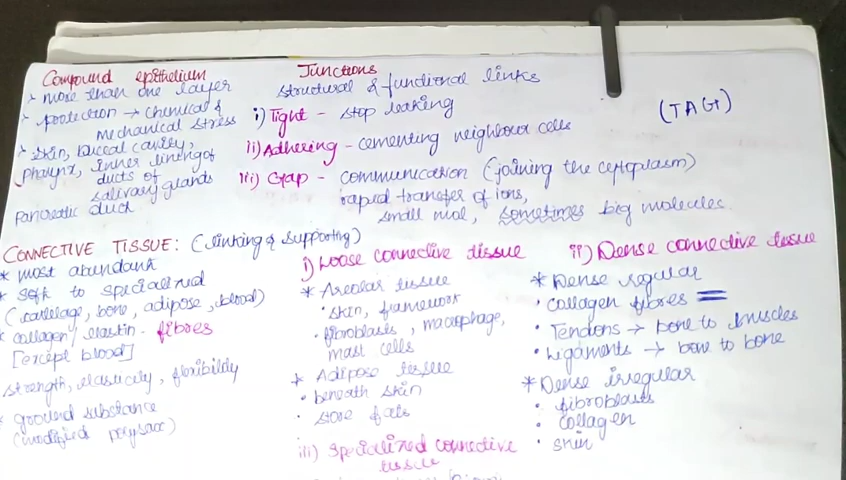 Compound epithelium
> more than one layer
> protection → chemical &
mechanical stress
> skin, buccal cavity,
pharynx, inner lining of
ducts of
salivary glands
pancreatic duct
Junctions
structural & functional links
i) Tight - stop leaking
(TAG)
ii) Adhering - cementing neighbour cells
iii) Gap - communication (joining the cytoplasm)
rapid transfer of ions,
small mol, sometimes big molecules
CONNECTIVE TISSUE: (linking & supporting)
* most abundant
* soft to specialized
(cartilage, bone, adipose, blood)
* collagen/elastin - fibres
[except blood]
strength, elasticity, flexibility
* ground substance
(modified polysacc)
i) Loose connective tissue
* Areolar tissue
• skin, framework
• fibroblasts, macrophage,
mast cells
* Adipose tissue
• beneath skin
• store fats
iii) Specialized connective
tissue
ii) Dense connective tissue
* Dense regular
• collagen fibres =
• Tendons → bone to muscles
• Ligaments → bone to bone
* Dense irregular
• fibroblasts
• collagen
• skin